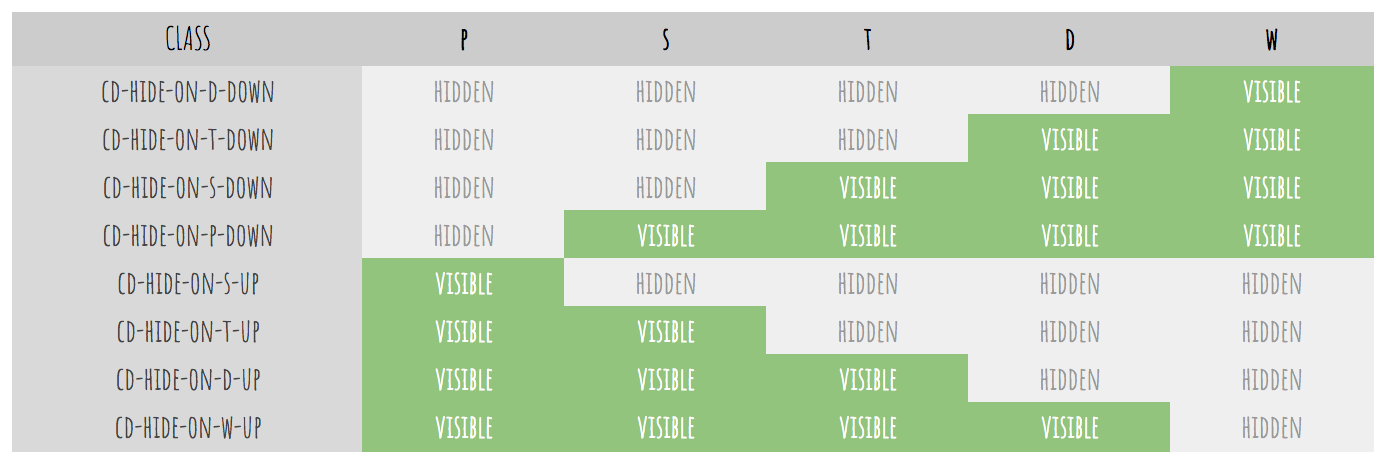 CLASS P S T D W
CD-HIDE-ON-D-DOWN HIDDEN HIDDEN HIDDEN HIDDEN VISIBLE
CD-HIDE-ON-T-DOWN HIDDEN HIDDEN HIDDEN VISIBLE VISIBLE
CD-HIDE-ON-S-DOWN HIDDEN HIDDEN VISIBLE VISIBLE VISIBLE
CD-HIDE-ON-P-DOWN HIDDEN VISIBLE VISIBLE VISIBLE VISIBLE
CD-HIDE-ON-S-UP VISIBLE HIDDEN HIDDEN HIDDEN HIDDEN
CD-HIDE-ON-T-UP VISIBLE VISIBLE HIDDEN HIDDEN HIDDEN
CD-HIDE-ON-D-UP VISIBLE VISIBLE VISIBLE HIDDEN HIDDEN
CD-HIDE-ON-W-UP VISIBLE VISIBLE VISIBLE VISIBLE HIDDEN